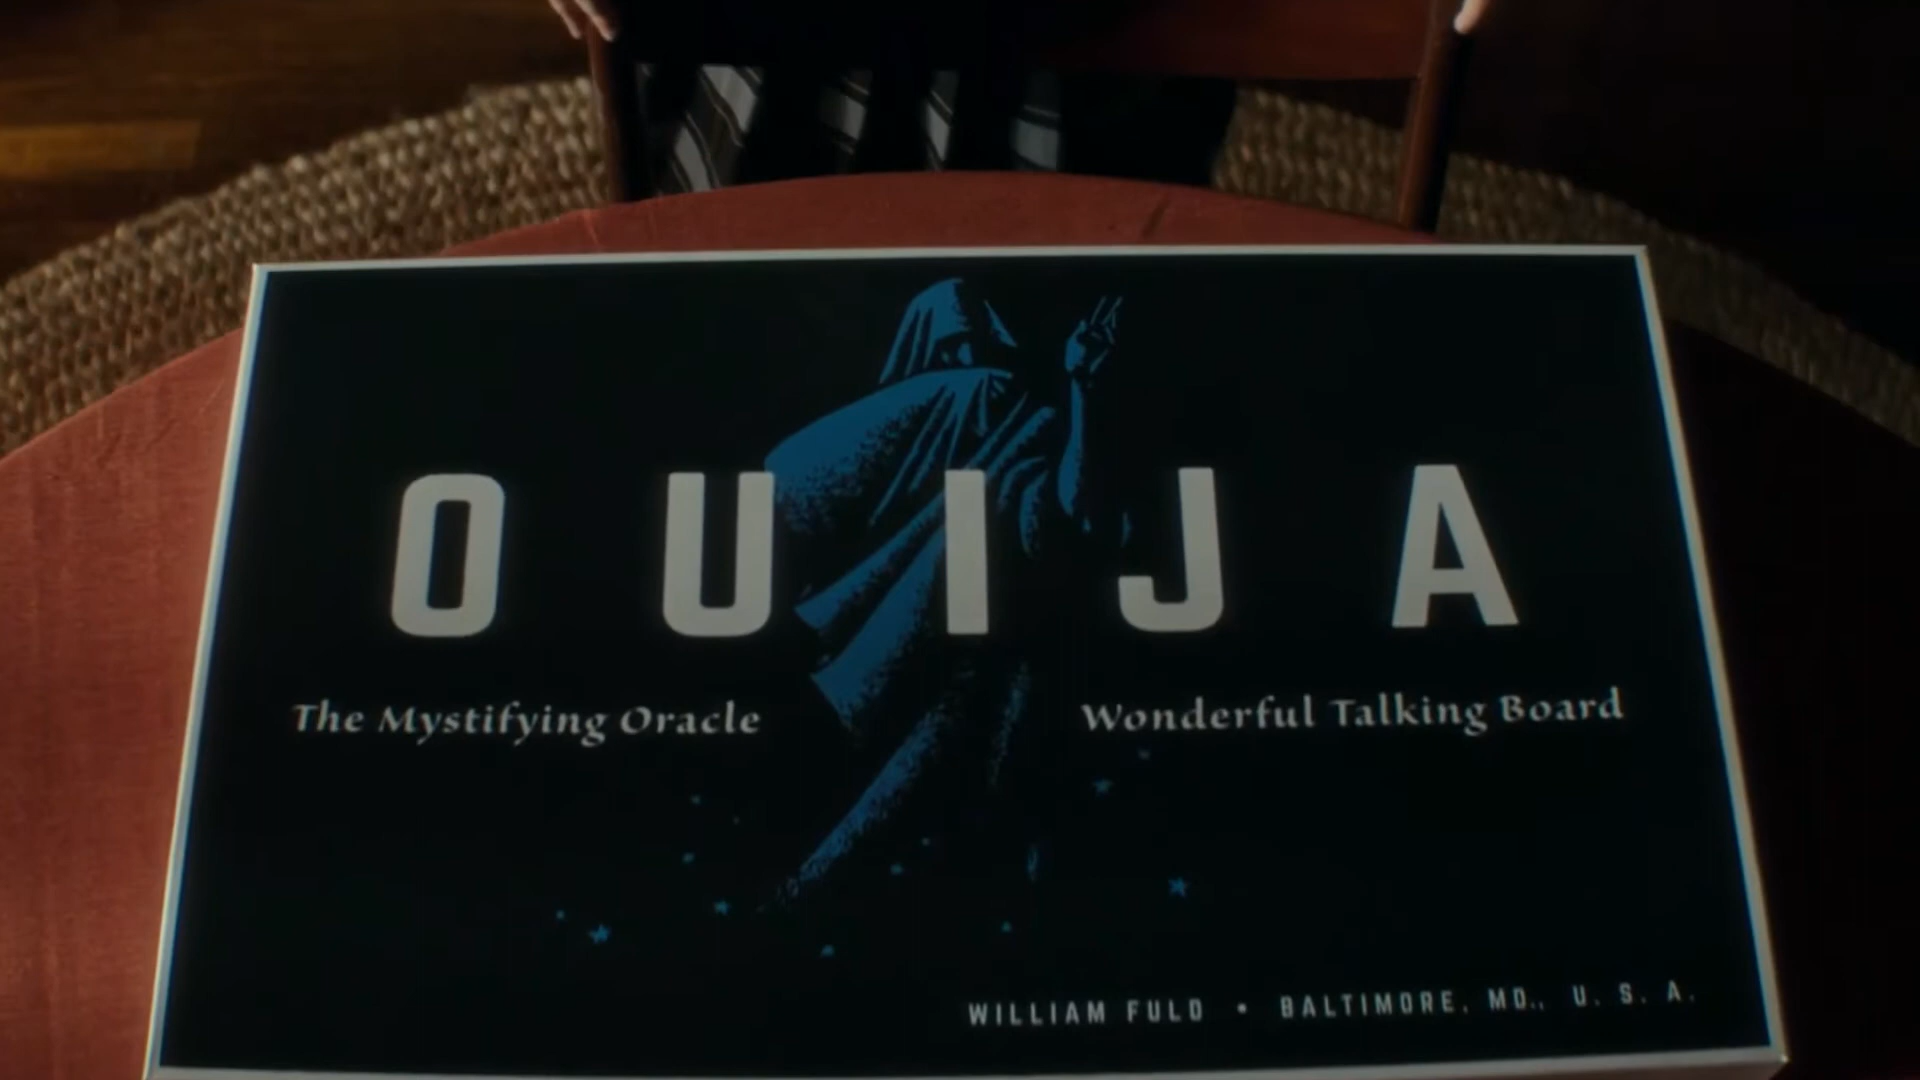 OUIJA
The Mystifying Oracle Wonderful Talking Board
WILLIAM FULD • BALTIMORE, MD., U. S. A.